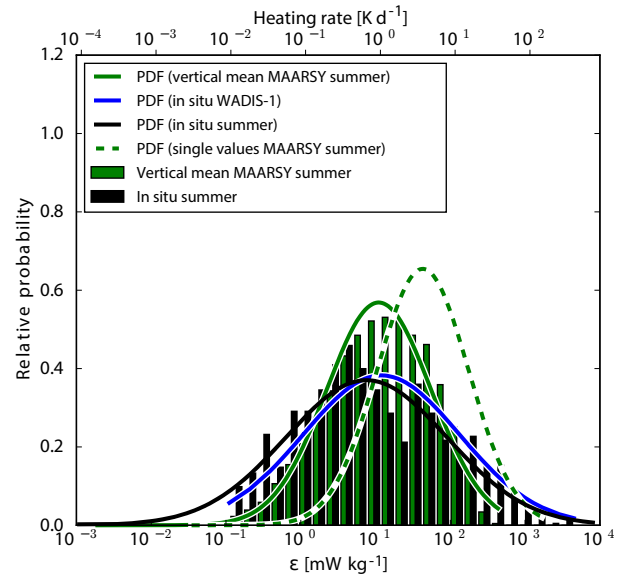 Heating rate [K d⁻¹]
10⁻⁴ 10⁻³ 10⁻² 10⁻¹ 10⁰ 10¹ 10²
1.2
1.0
0.8
0.6
0.4
0.2
0.0
Relative probability
PDF (vertical mean MAARSY summer)
PDF (in situ WADIS-1)
PDF (in situ summer)
PDF (single values MAARSY summer)
Vertical mean MAARSY summer
In situ summer
10⁻³ 10⁻² 10⁻¹ 10⁰ 10¹ 10² 10³ 10⁴
ε [mW kg⁻¹]